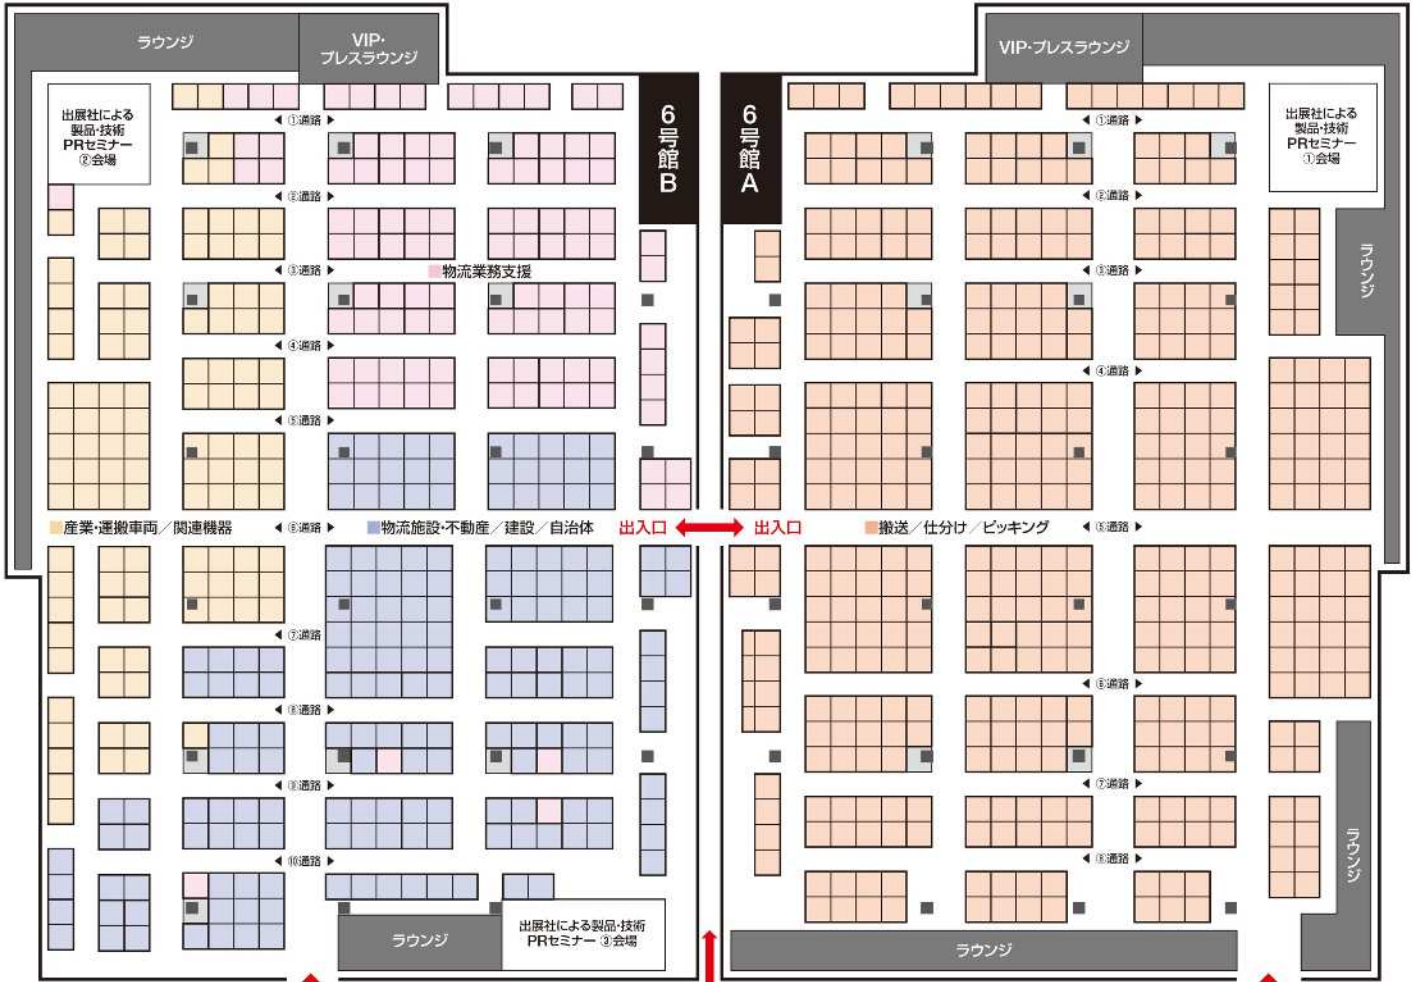 ラウンジ
VIP・
プレスラウンジ
VIP・プレスラウンジ
出展社による
製品・技術
PRセミナー
②会場
6号館B
6号館A
出展社による
製品・技術
PRセミナー
①会場
①通路
①通路
②通路
②通路
③通路
物流業務支援
③通路
ラウンジ
④通路
④通路
⑤通路
産業・運搬車両／関連機器
⑥通路
物流施設・不動産／建設／自治体
出入口
出入口
搬送／仕分け／ピッキング
⑤通路
⑦通路
⑥通路
⑧通路
⑨通路
⑦通路
⑩通路
⑧通路
ラウンジ
ラウンジ
出展社による製品・技術
PRセミナー ③会場
ラウンジ